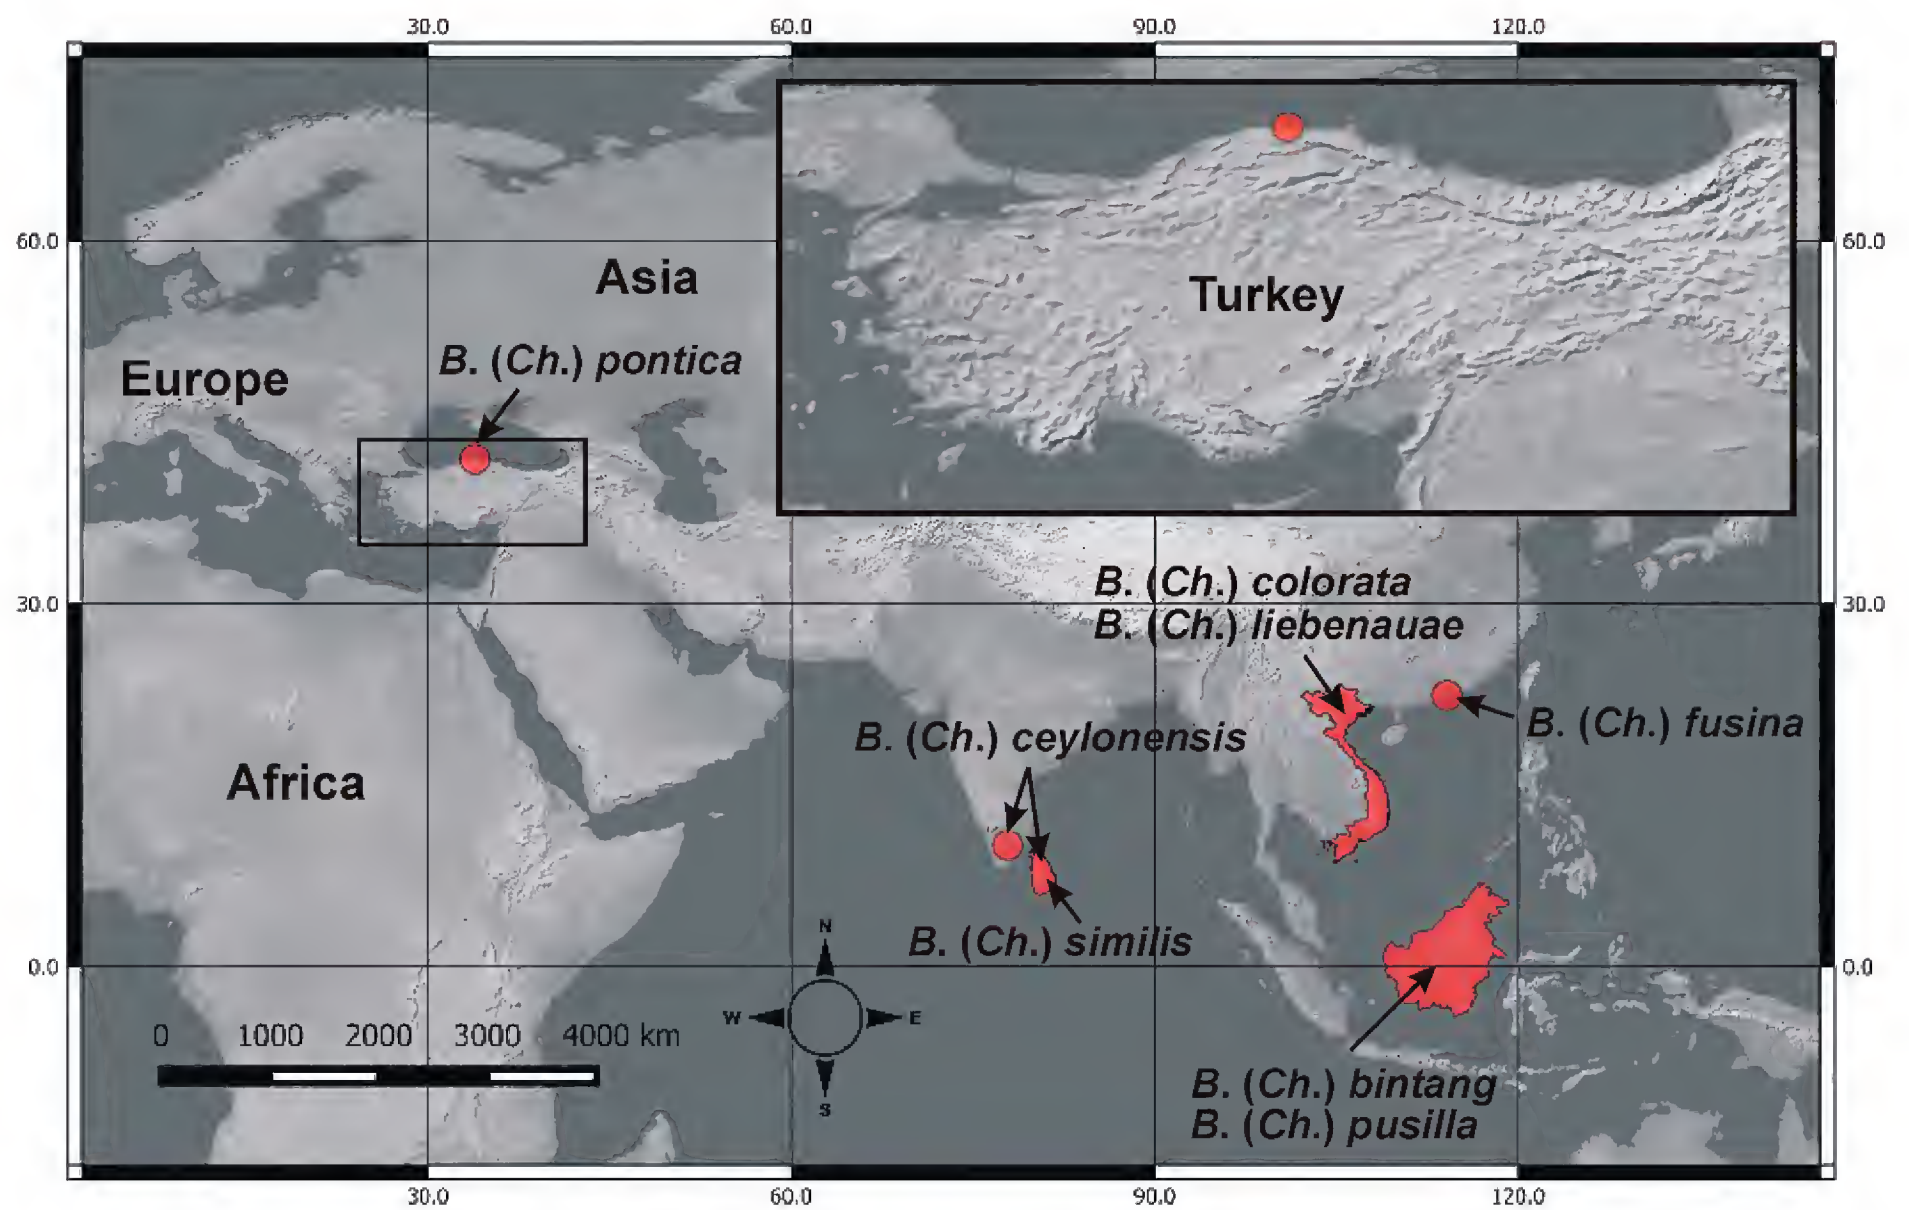 30.0 60.0 90.0 120.0
60.0 60.0
Asia
Turkey
B. (Ch.) pontica
Europe
B. (Ch.) colorata
30.0 30.0
B. (Ch.) liebenauae
B. (Ch.) fusina
B. (Ch.) ceylonensis
Africa
B. (Ch.) similis
N
0.0 0.0
W E
0 1000 2000 3000 4000 km
S
B. (Ch.) bintang
B. (Ch.) pusilla
30.0 60.0 90.0 120.0